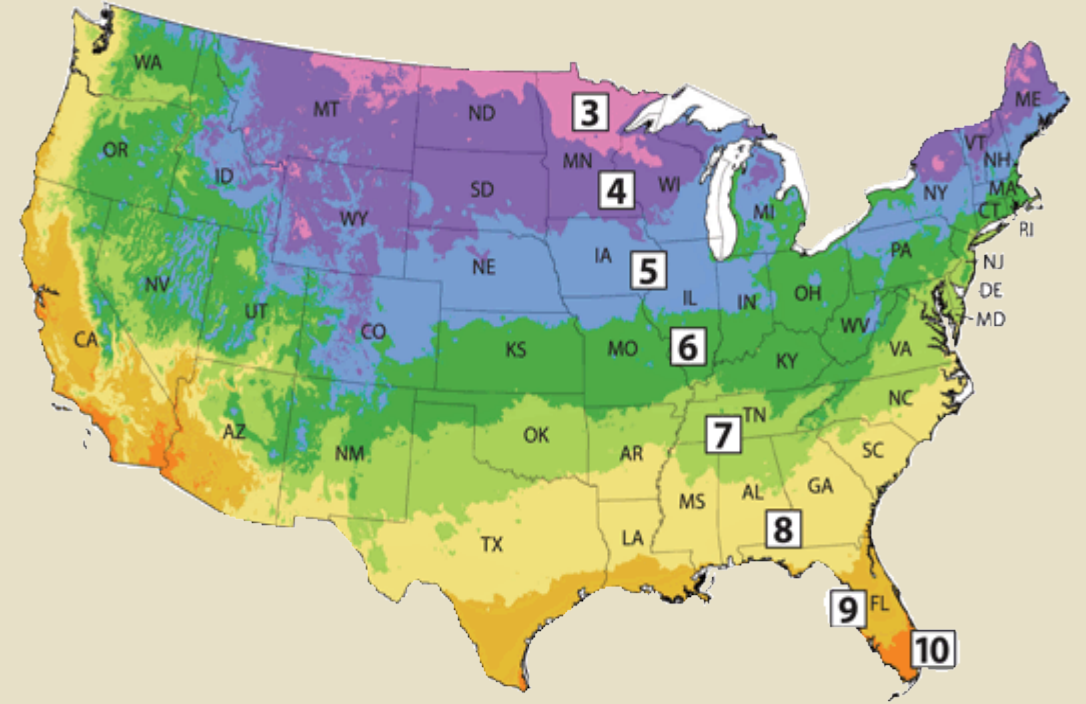 WA
MT
ND
3
ME
OR
ID
MN
VT
NH
4
WI
SD
WY
NY
MA
MI
CT
RI
IA
5
NE
PA
NJ
NV
UT
IL
IN
OH
DE
MD
CO
WV
CA
KS
MO
6
KY
VA
NC
AZ
NM
OK
AR
7
TN
SC
MS
AL
GA
8
TX
LA
9
FL
10